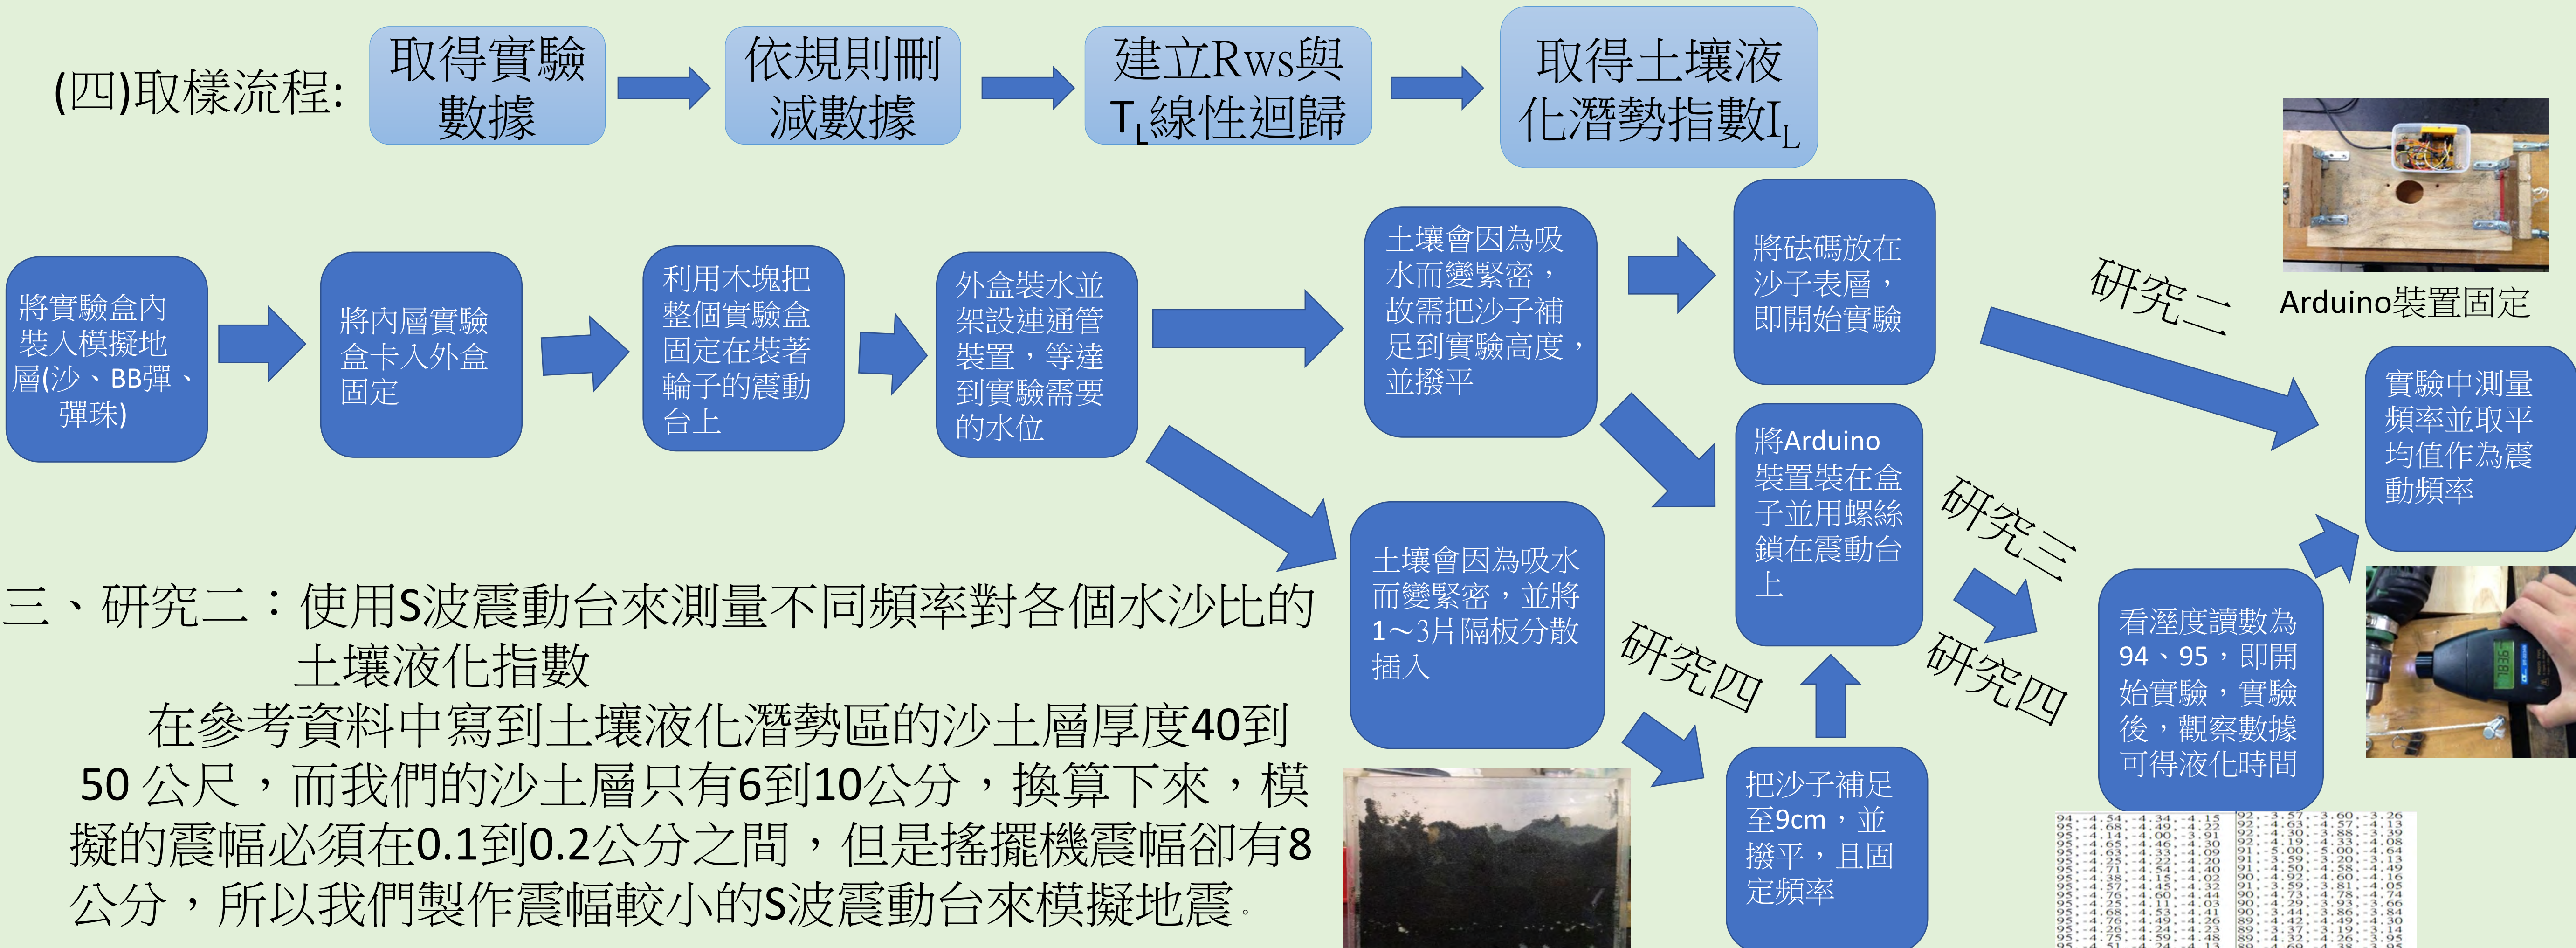 (四)取樣流程:
取得實驗
數據
依規則刪
減數據
建立Rws與
TL線性迴歸
取得土壤液
化潛勢指數IL
將實驗盒內
裝入模擬地
層(沙、BB彈、
彈珠)
將內層實驗
盒卡入外盒
固定
利用木塊把
整個實驗盒
固定在裝著
輪子的震動
台上
外盒裝水並
架設連通管
裝置，等達
到實驗需要
的水位
土壤會因為吸
水而變緊密，
故需把沙子補
足到實驗高度，
並撥平
將砝碼放在
沙子表層，
即開始實驗
研究二
Arduino裝置固定
實驗中測量
頻率並取平
均值作為震
動頻率
土壤會因為吸水
而變緊密，並將
1～3片隔板分散
插入
研究四
把沙子補足
至9cm，並
撥平，且固
定頻率
將Arduino
裝置裝在盒
子並用螺絲
鎖在震動台
上
研究三
研究四
看溼度讀數為
94、95，即開
始實驗，實驗
後，觀察數據
可得液化時間
三、研究二：使用S波震動台來測量不同頻率對各個水沙比的
土壤液化指數
在參考資料中寫到土壤液化潛勢區的沙土層厚度40到
50 公尺，而我們的沙土層只有6到10公分，換算下來，模
擬的震幅必須在0.1到0.2公分之間，但是搖擺機震幅卻有8
公分，所以我們製作震幅較小的S波震動台來模擬地震。